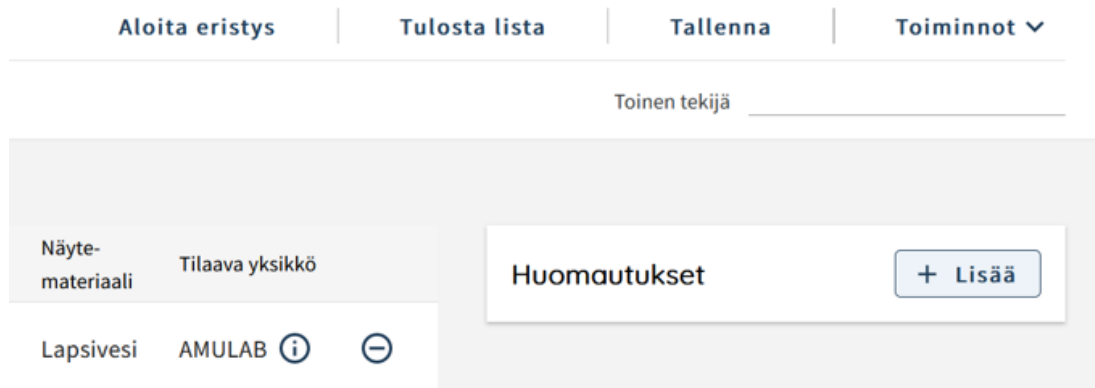 Aloita eristys Tulosta lista Tallenna Toiminnot
Toinen tekijä
Näyte-
materiaali
Tilaava yksikkö
Huomautukset
+ Lisää
Lapsivesi AMULAB